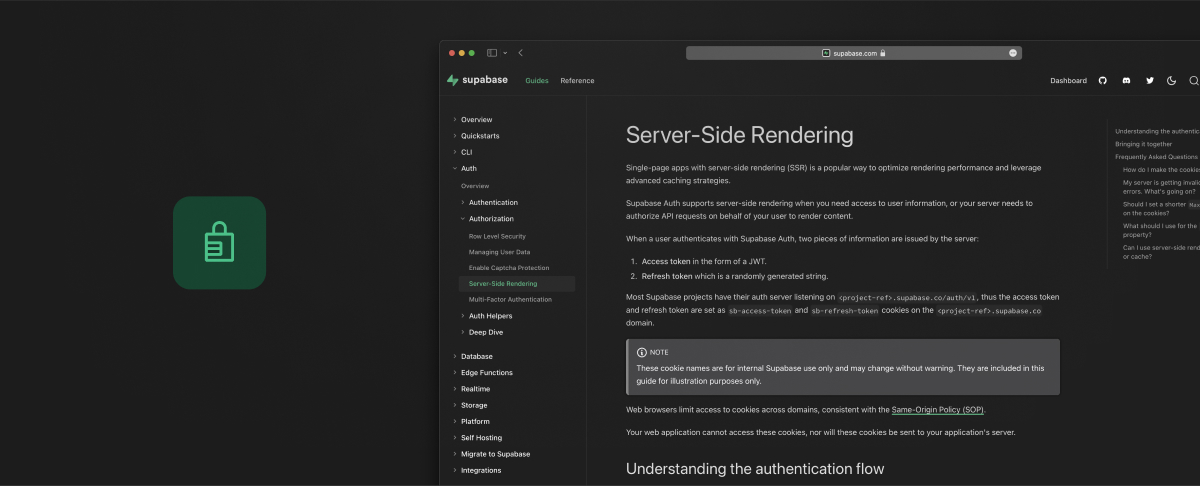 supabase.com
supabase
Guides
Reference
Dashboard
Overview
Quickstarts
CLI
Auth
Overview
Authentication
Authorization
Row Level Security
Managing User Data
Enable Captcha Protection
Server-Side Rendering
Multi-Factor Authentication
Auth Helpers
Deep Dive
Database
Edge Functions
Realtime
Storage
Platform
Self Hosting
Migrate to Supabase
Integrations
Server-Side Rendering
Single-page apps with server-side rendering (SSR) is a popular way to optimize rendering performance and leverage
advanced caching strategies.
Supabase Auth supports server-side rendering when you need access to user information, or your server needs to
authorize API requests on behalf of your user to render content.
When a user authenticates with Supabase Auth, two pieces of information are issued by the server:
1. Access token in the form of a JWT.
2. Refresh token which is a randomly generated string.
Most Supabase projects have their auth server listening on <project-ref>.supabase.co/auth/v1, thus the access token
and refresh token are set as sb-access-token and sb-refresh-token cookies on the <project-ref>.supabase.co
domain.
NOTE
These cookie names are for internal Supabase use only and may change without warning. They are included in this
guide for illustration purposes only.
Web browsers limit access to cookies across domains, consistent with the Same-Origin Policy (SOP).
Your web application cannot access these cookies, nor will these cookies be sent to your application's server.
Understanding the authentication flow
Understanding the authentic
Bringing it together
Frequently Asked Questions
How do I make the cookies
My server is getting invalid
errors. What's going on?
Should I set a shorter Max
on the cookies?
What should I use for the
property?
Can I use server-side rend
or cache?